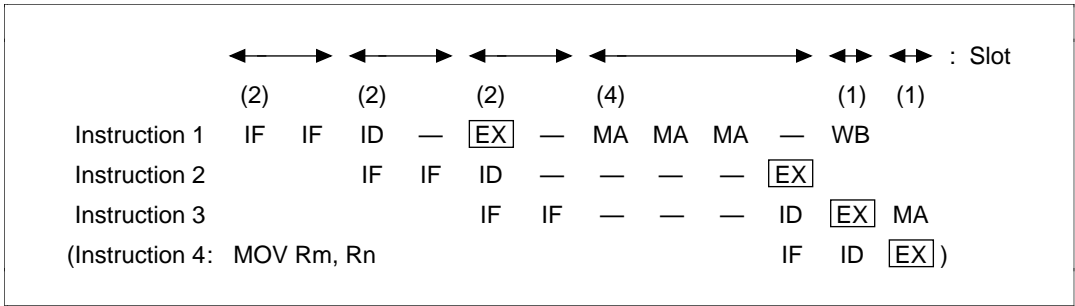 : Slot
(2) (2) (2) (4) (1) (1)
Instruction 1 IF IF ID — EX — MA MA MA — WB
Instruction 2 IF IF ID — — — — EX
Instruction 3 IF IF — — — ID EX MA
(Instruction 4: MOV Rm, Rn IF ID EX )